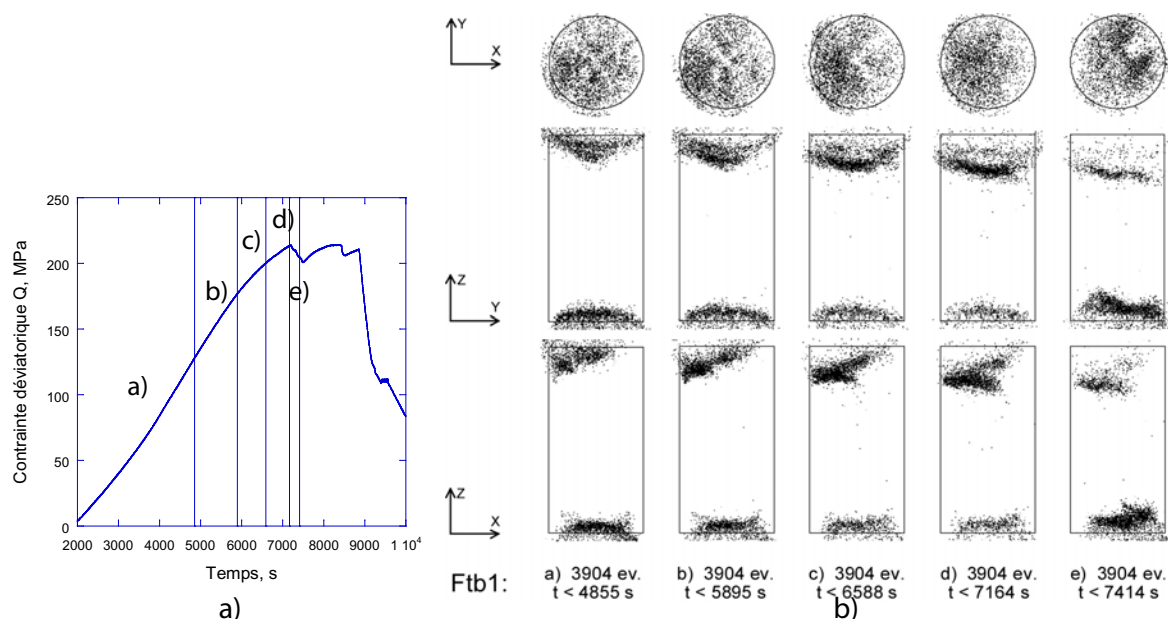 Contrainte déviatorique Q, MPa
250
200
150
100
50
0
2000 3000 4000 5000 6000 7000 8000 9000 1 10⁴
Temps, s
a)
b)
c)
d)
e)
a)
Y
X
Z
Y
Z
X
Ftb1:
a) 3904 ev.
t < 4855 s
b) 3904 ev.
t < 5895 s
c) 3904 ev.
t < 6588 s
d) 3904 ev.
t < 7164 s
e) 3904 ev.
t < 7414 s
b)